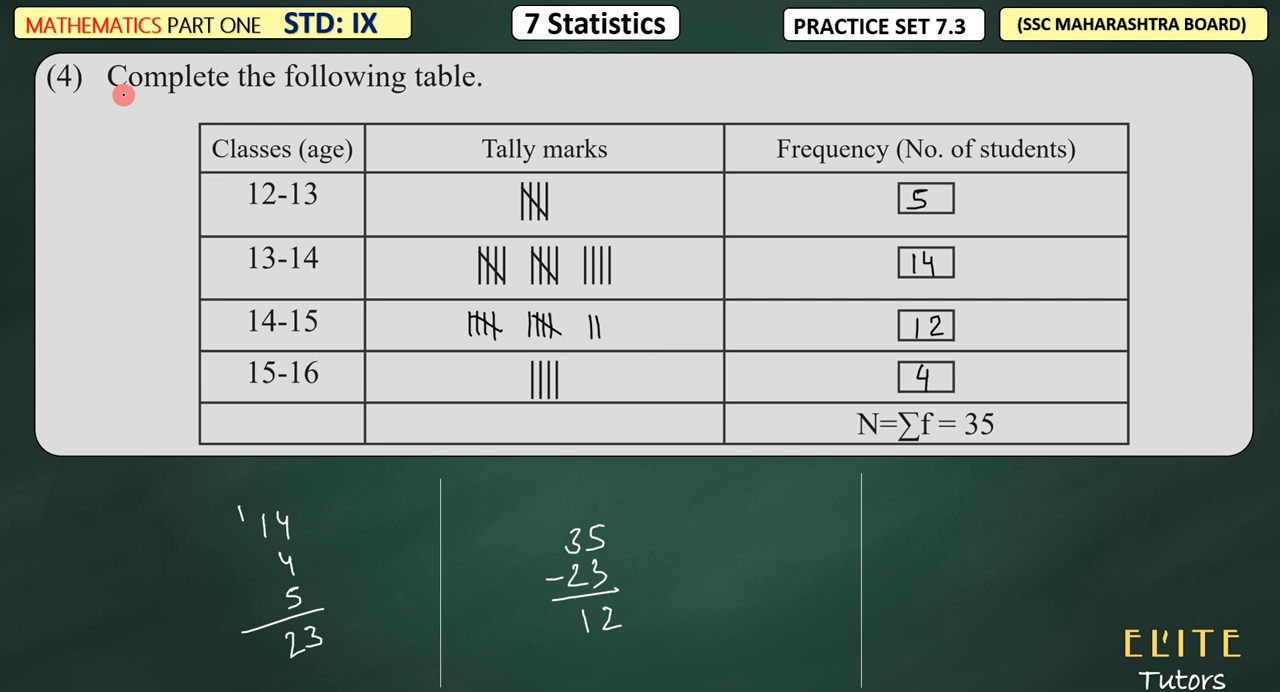 MATHEMATICS PART ONE STD: IX
7 Statistics
PRACTICE SET 7.3
(SSC MAHARASHTRA BOARD)
(4) Complete the following table.
Classes (age) Tally marks Frequency (No. of students)
12-13 5
13-14 14
14-15 12
15-16 4
N=∑f = 35
1 14
4
5
23
35
-23
12
ELITE
Tutors